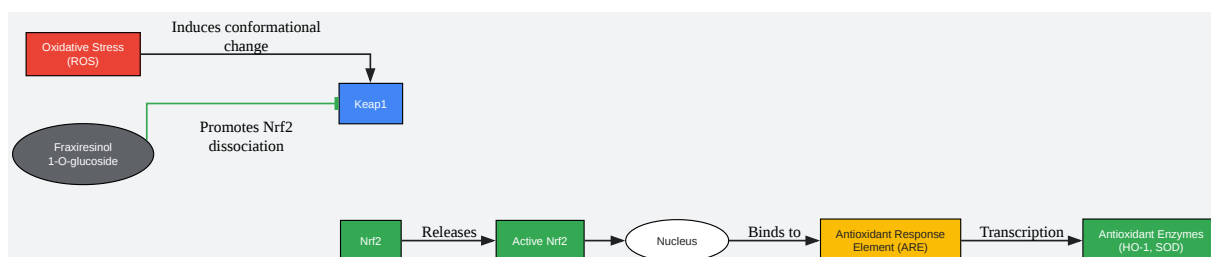 Induces conformational
change
Oxidative Stress
(ROS)
Keap1
Promotes Nrf2
dissociation
Fraxiresinol
1-O-glucoside
Nrf2
Releases
Active Nrf2
Nucleus
Binds to
Antioxidant Response
Element (ARE)
Transcription
Antioxidant Enzymes
(HO-1, SOD)